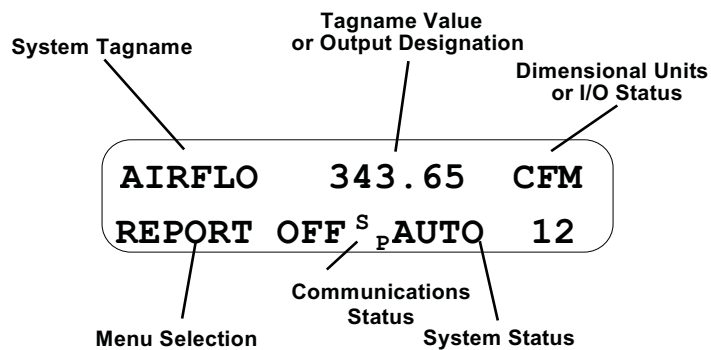 Tagname Value
or Output Designation
System Tagname
Dimensional Units
or I/O Status
AIRFLO 343.65 CFM
REPORT OFF SP AUTO 12
Communications
Status
Menu Selection
System Status